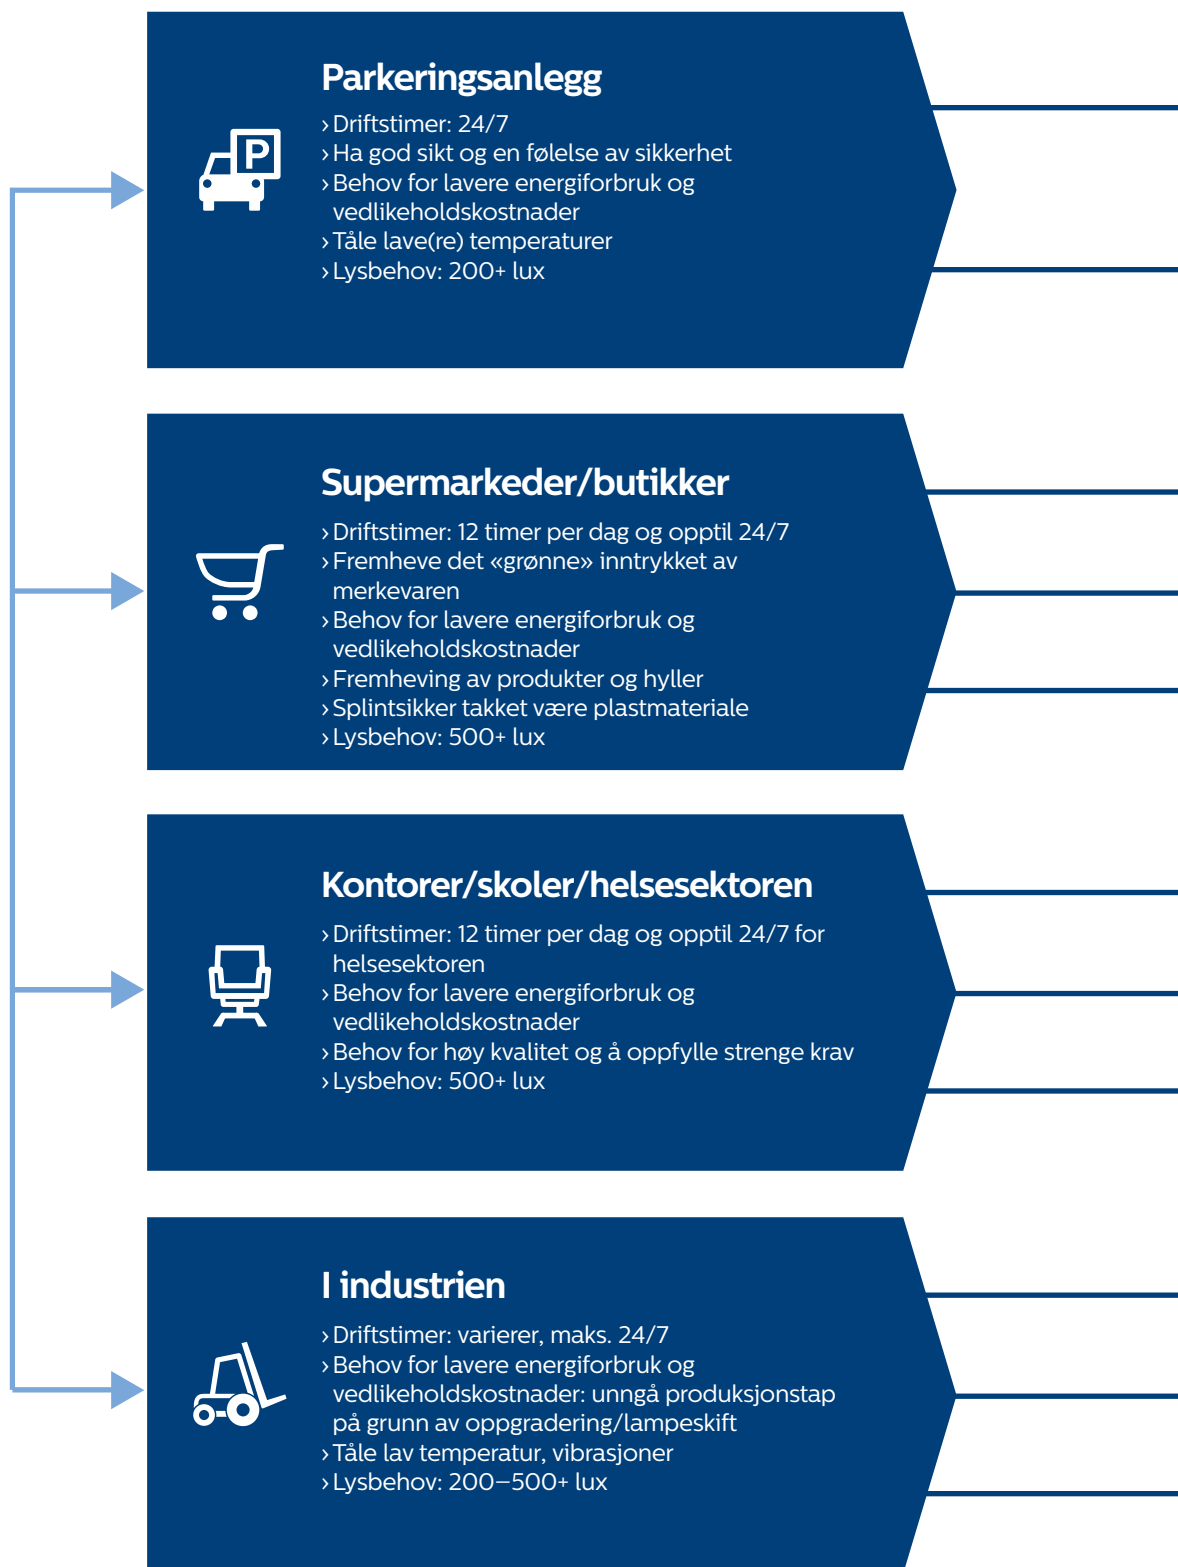 Parkeringsanlegg
P
› Driftstimer: 24/7
› Ha god sikt og en følelse av sikkerhet
› Behov for lavere energiforbruk og
vedlikeholdskostnader
› Tåle lave(re) temperaturer
› Lysbehov: 200+ lux
Supermarkeder/butikker
› Driftstimer: 12 timer per dag og opptil 24/7
› Fremheve det «grønne» inntrykket av
merkevaren
› Behov for lavere energiforbruk og
vedlikeholdskostnader
› Fremheving av produkter og hyller
› Splintsikker takket være plastmateriale
› Lysbehov: 500+ lux
Kontorer/skoler/helsesektoren
› Driftstimer: 12 timer per dag og opptil 24/7 for
helsesektoren
› Behov for lavere energiforbruk og
vedlikeholdskostnader
› Behov for høy kvalitet og å oppfylle strenge krav
› Lysbehov: 500+ lux
I industrien
› Driftstimer: varierer, maks. 24/7
› Behov for lavere energiforbruk og
vedlikeholdskostnader: unngå produksjonstap
på grunn av oppgradering/lampeskift
› Tåle lav temperatur, vibrasjoner
› Lysbehov: 200–500+ lux